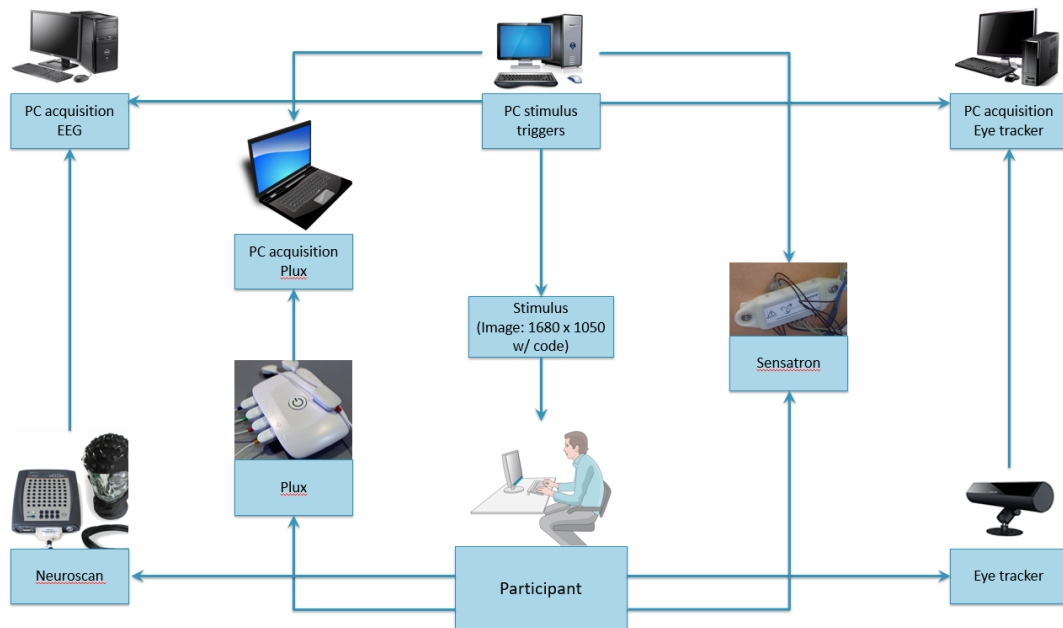 PC acquisition
EEG
PC stimulus
triggers
PC acquisition
Eye tracker
PC acquisition
Plux
Stimulus
(Image: 1680 x 1050
w/ code)
Sensatron
Plux
Neuroscan
Participant
Eye tracker